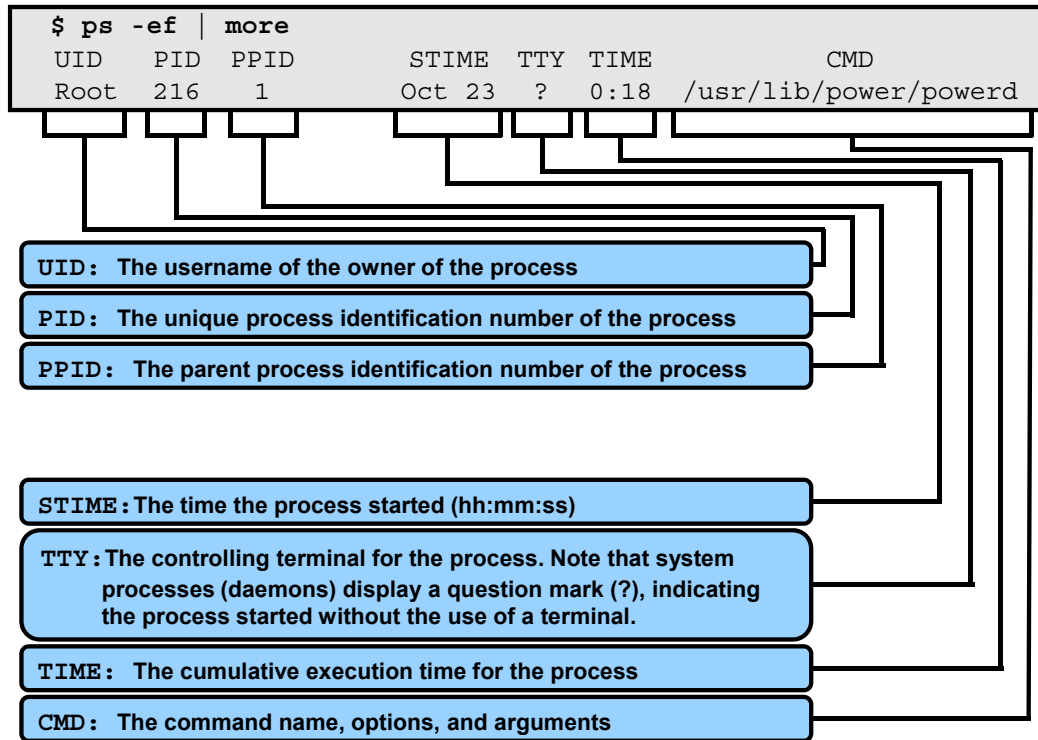 $ ps -ef | more
UID PID PPID STIME TTY TIME CMD
Root 216 1 Oct 23 ? 0:18 /usr/lib/power/powerd
UID: The username of the owner of the process
PID: The unique process identification number of the process
PPID: The parent process identification number of the process
STIME: The time the process started (hh:mm:ss)
TTY: The controlling terminal for the process. Note that system
processes (daemons) display a question mark (?), indicating
the process started without the use of a terminal.
TIME: The cumulative execution time for the process
CMD: The command name, options, and arguments